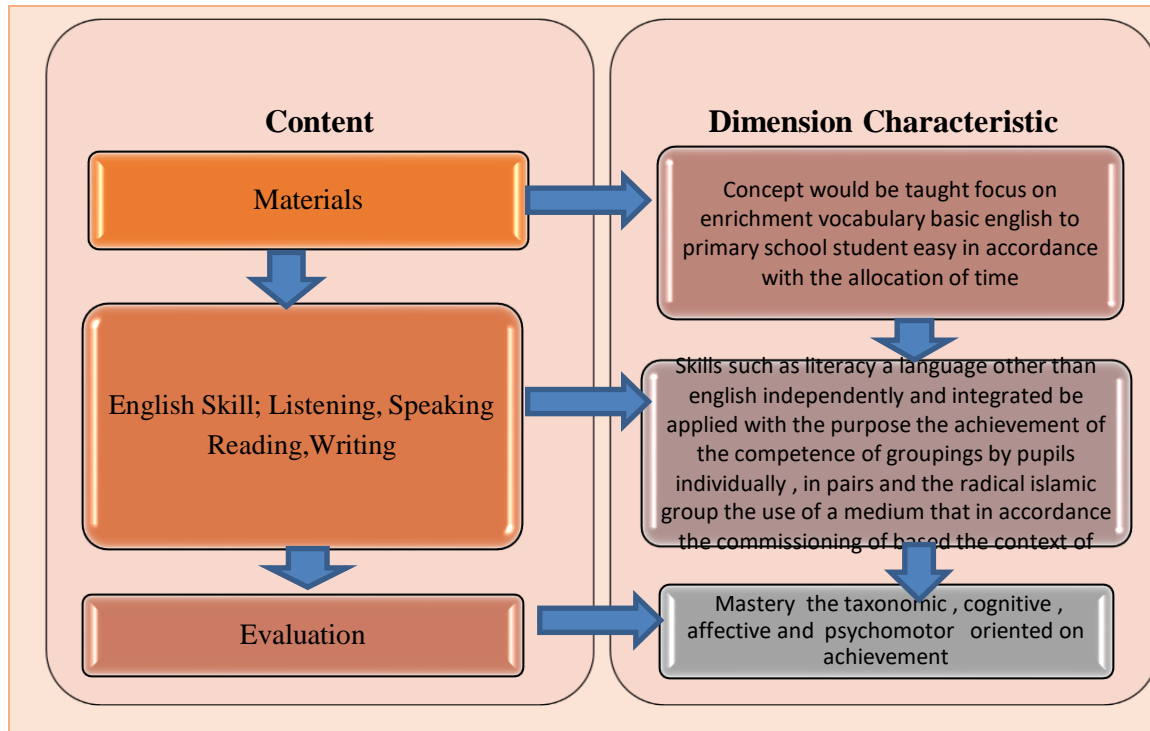 Content
Materials
English Skill; Listening, Speaking
Reading,Writing
Evaluation
Dimension Characteristic
Concept would be taught focus on
enrichment vocabulary basic english to
primary school student easy in accordance
with the allocation of time
Skills such as literacy a language other than
english independently and integrated be
applied with the purpose the achievement of
the competence of groupings by pupils
individually , in pairs and the radical islamic
group the use of a medium that in accordance
the commissioning of based the context of
Mastery the taxonomic , cognitive ,
affective and psychomotor oriented on
achievement